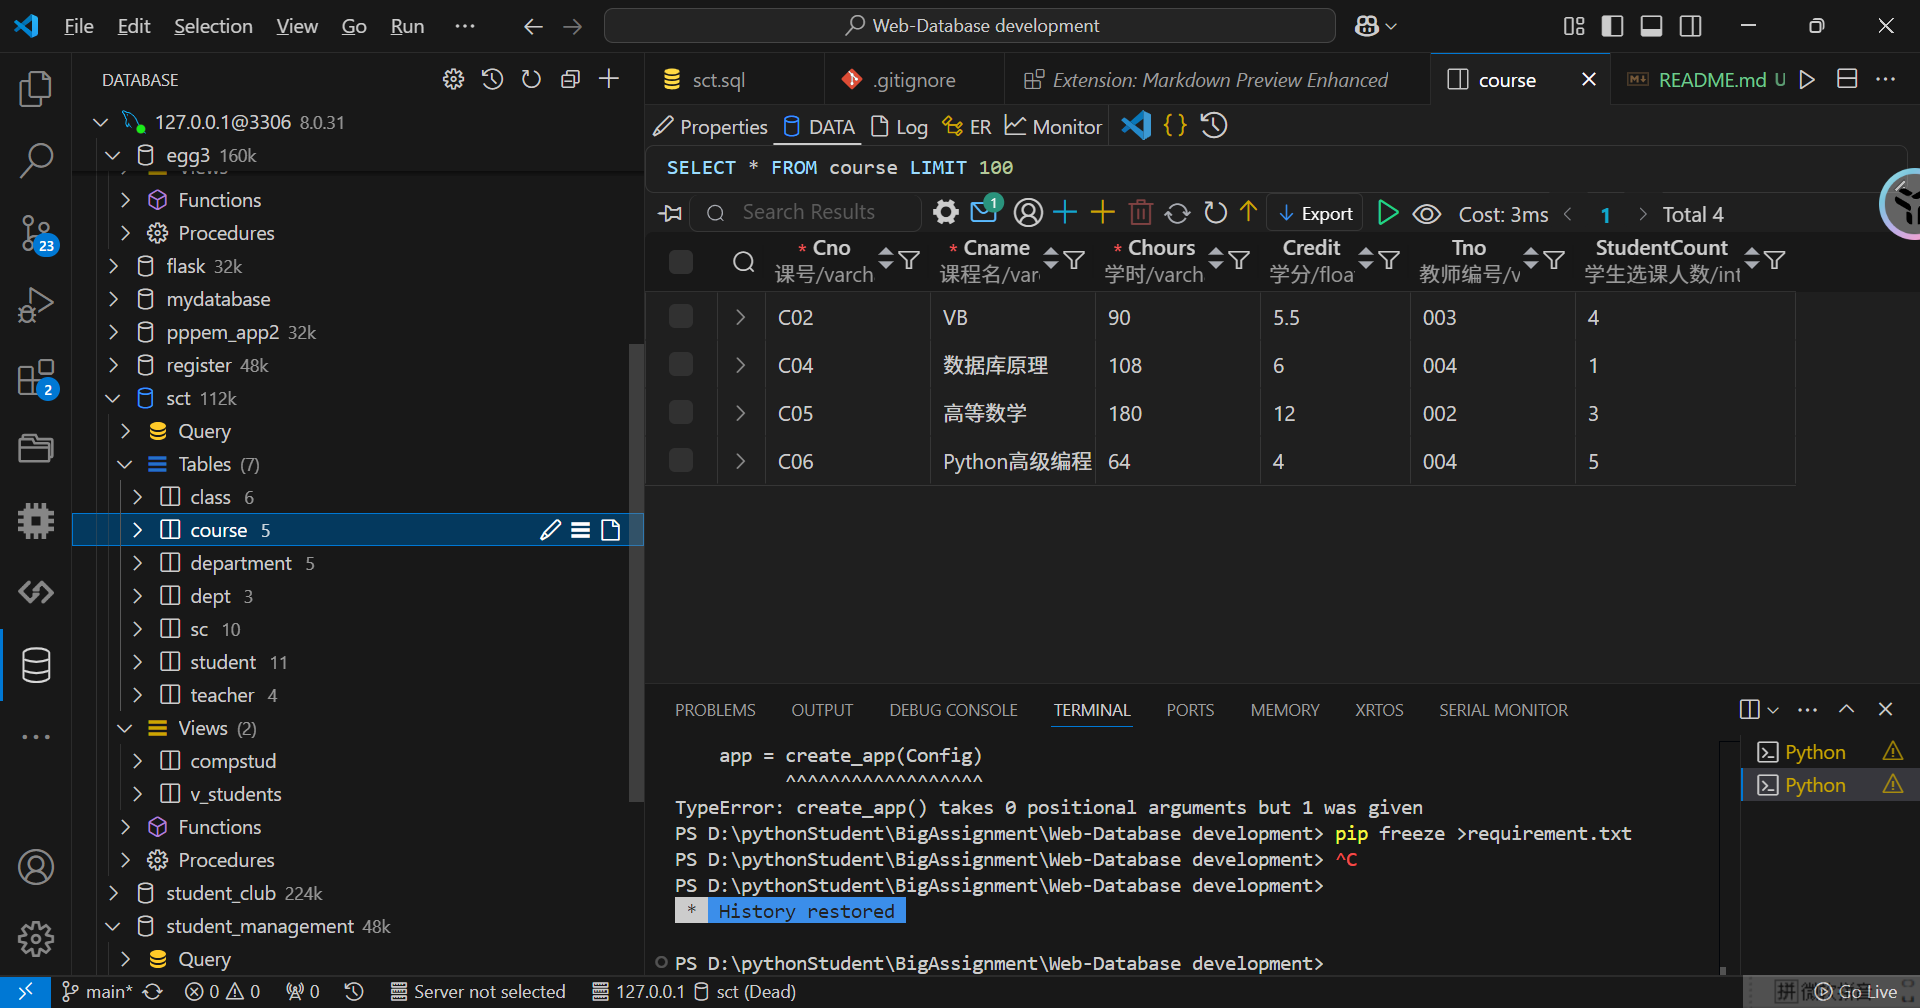 File Edit Selection View Go Run ··· Web-Database development
DATABASE
127.0.0.1@3306 8.0.31
egg3 160k
Views
Functions
Procedures
flask 32k
mydatabase
pppem_app2 32k
register 48k
sct 112k
Query
Tables (7)
class 6
course 5
department 5
dept 3
sc 10
student 11
teacher 4
Views (2)
compstud
v_students
Functions
Procedures
student_club 224k
student_management 48k
Query
23
2
sct.sql .gitignore Extension: Markdown Preview Enhanced course README.md U
Properties DATA Log ER Monitor
SELECT * FROM course LIMIT 100
Search Results 1 Export Cost: 3ms 1 Total 4
* Cno * Cname * Chours Credit Tno StudentCount
课号/varch 课程名/var 学时/varch 学分/floa 教师编号/v 学生选课人数/int
C02 VB 90 5.5 003 4
C04 数据库原理 108 6 004 1
C05 高等数学 180 12 002 3
C06 Python高级编程 64 4 004 5
PROBLEMS OUTPUT DEBUG CONSOLE TERMINAL PORTS MEMORY XRTOS SERIAL MONITOR
app = create_app(Config)
^^^^^^^^^^^^^^^^^^
TypeError: create_app() takes 0 positional arguments but 1 was given
PS D:\pythonStudent\BigAssignment\Web-Database development> pip freeze >requirement.txt
PS D:\pythonStudent\BigAssignment\Web-Database development> ^C
PS D:\pythonStudent\BigAssignment\Web-Database development>
* History restored
PS D:\pythonStudent\BigAssignment\Web-Database development>
Python
Python
main* 0 0 0 Server not selected 127.0.0.1 sct (Dead) Go Live